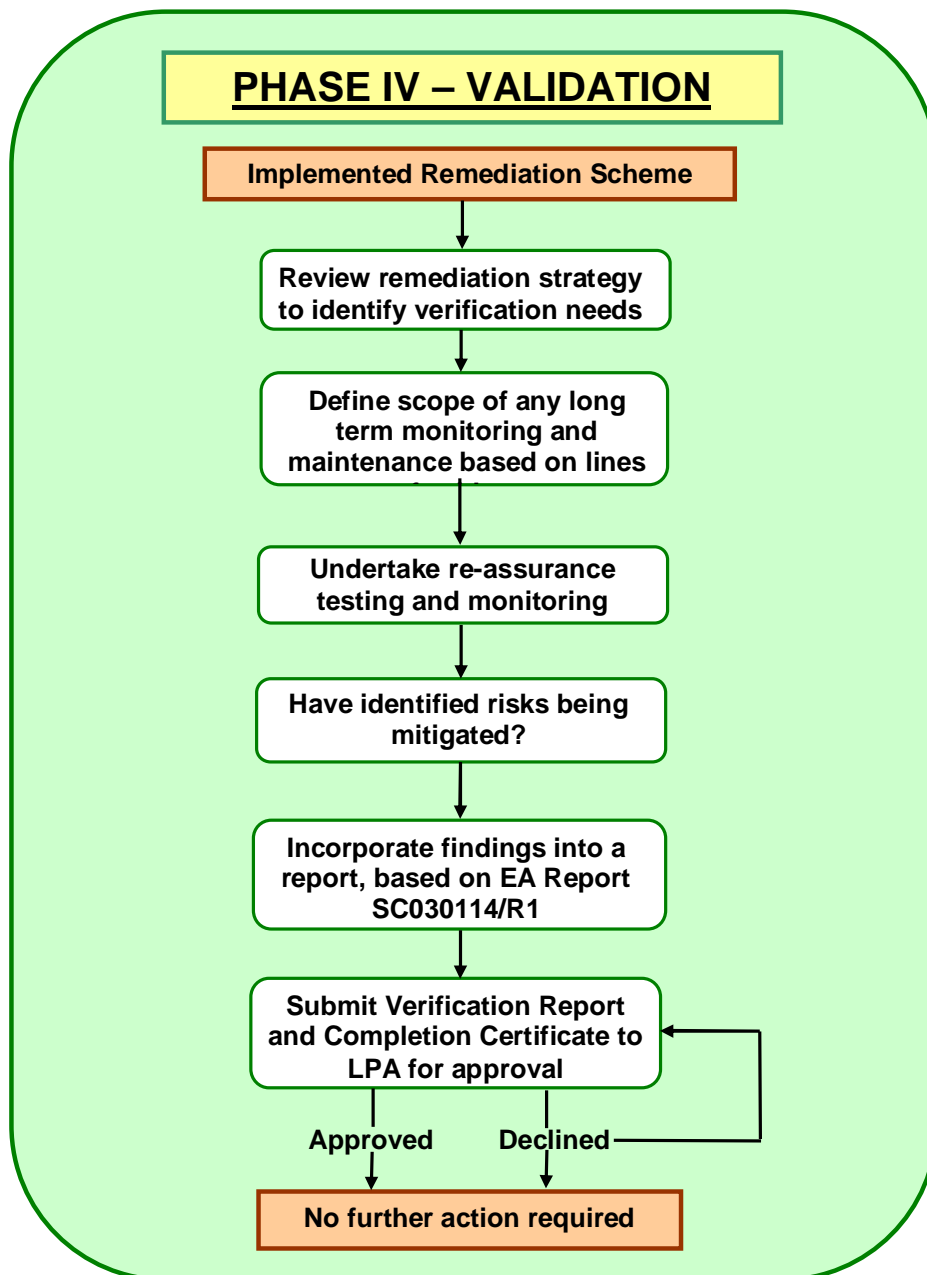 PHASE IV – VALIDATION
Implemented Remediation Scheme
Review remediation strategy
to identify verification needs
Define scope of any long
term monitoring and
maintenance based on lines
Undertake re-assurance
testing and monitoring
Have identified risks being
mitigated?
Incorporate findings into a
report, based on EA Report
SC030114/R1
Submit Verification Report
and Completion Certificate to
LPA for approval
Approved
Declined
No further action required